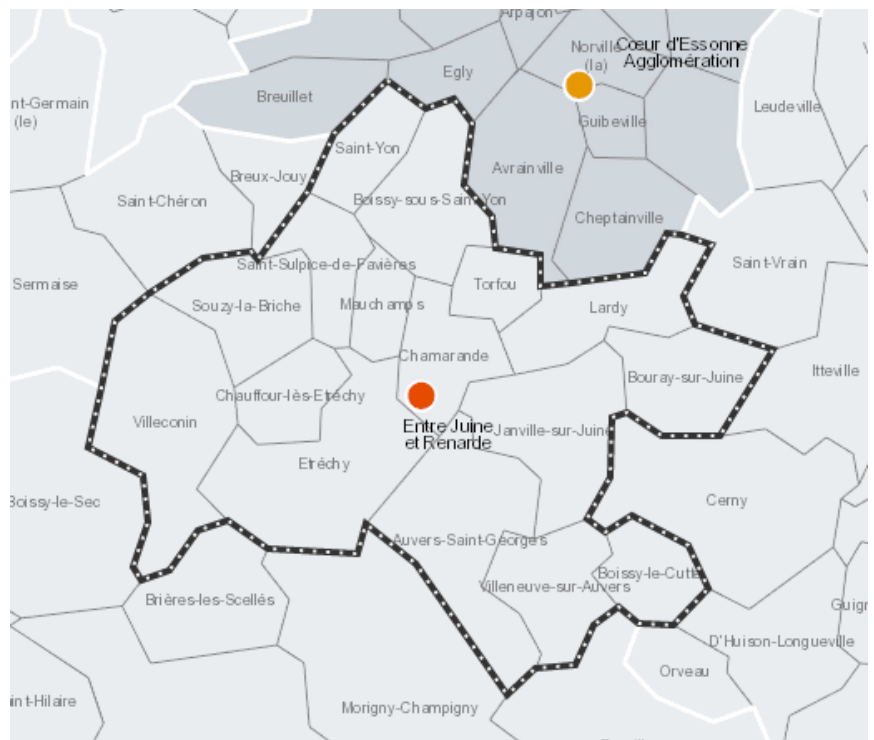 Arpajon
Norville
(la)
Cœur d'Essonne
Agglomération
Egly
Breuillet
nt-Germain
(le)
Leudeville
Guibeville
Saint-Yon
Avrainville
Breux-Jouy
Saint-Chéron
Boissy-sous-Saint-Yon
Cheptainville
Saint-Sulpice-de-Favières
Saint-Vrain
Sermaise
Torfou
Souzy-la-Briche
Mauchamps
Lardy
Chamarande
Itteville
Bouray-sur-Juine
Chauffour-lès-Etréchy
Villeconin
Entre Juine
et Renarde
Janville-sur-Juine
Etréchy
Boissy-le-Sec
Cerny
Auvers-Saint-Georges
Boissy-le-Cutté
Villeneuve-sur-Auvers
Brières-les-Scellés
Guign
D'Huison-Longueville
Orveau
int-Hilaire
Morigny-Champigny